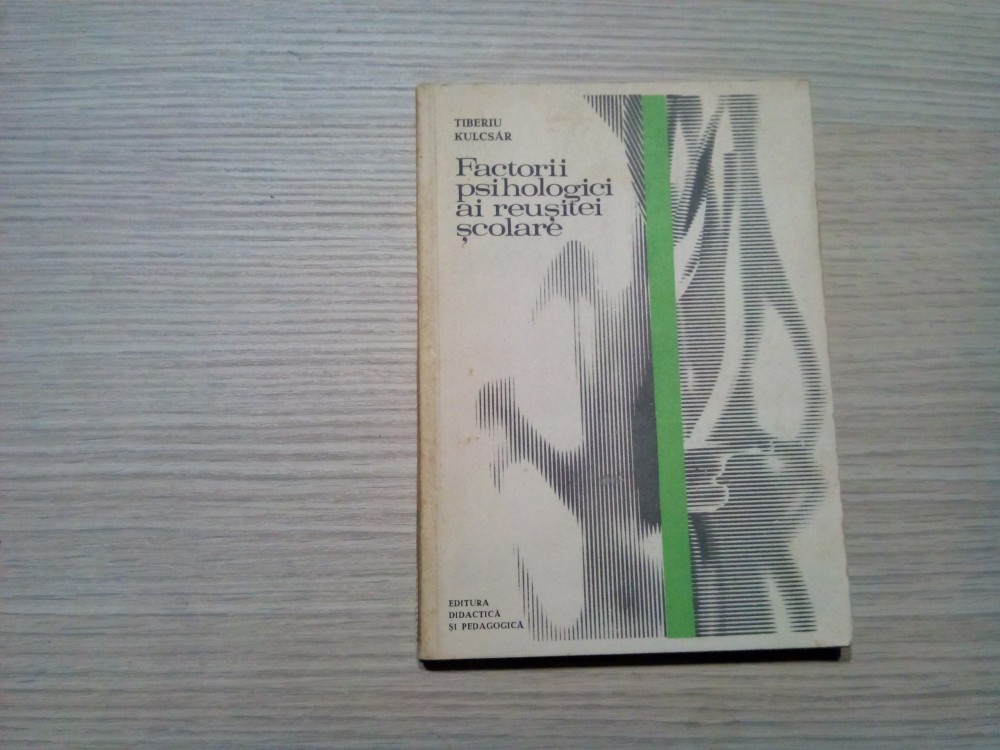 TIBERIU
KULCSÁR
Factorii
psihologici
ai reușitei
școlare
EDITURA
DIDACTICĂ
ȘI PEDAGOGICĂ